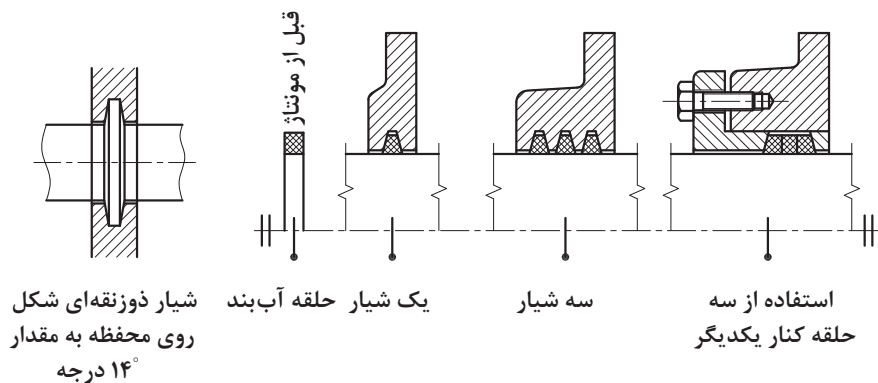 قبل از مونتاژ
استفاده از سه
حلقه کنار یکدیگر
سه شیار
یک شیار
حلقه آب‌بند
شیار ذوزنقه‌ای شکل
روی محفظه به مقدار
۱۴° درجه